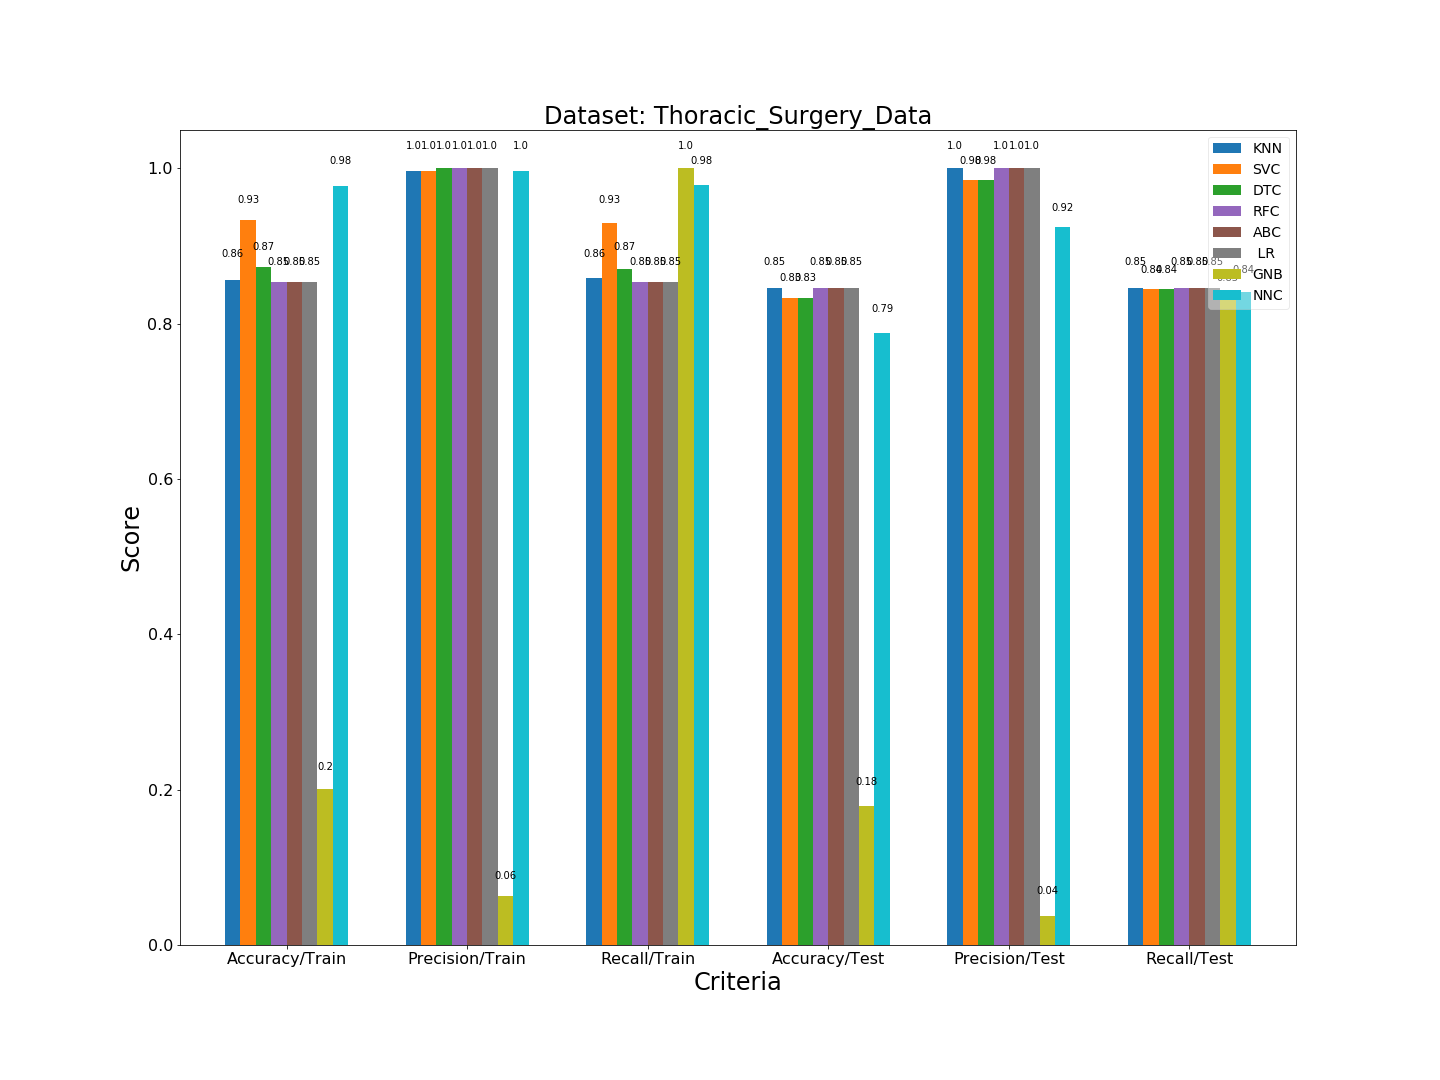 Dataset: Thoracic_Surgery_Data
Score
1.0
0.8
0.6
0.4
0.2
0.0
0.86 0.93 0.87 0.85 0.85 0.85 0.2 0.98
1.0 1.0 1.0 1.0 1.0 1.0 0.06 1.0
0.86 0.93 0.87 0.85 0.85 0.85 1.0 0.98
0.85 0.83 0.83 0.85 0.85 0.85 0.18 0.79
1.0 0.98 0.98 1.0 1.0 1.0 0.04 0.92
0.85 0.84 0.84 0.85 0.85 0.85 0.84
KNN
SVC
DTC
RFC
ABC
LR
GNB
NNC
Accuracy/Train Precision/Train Recall/Train Accuracy/Test Precision/Test Recall/Test
Criteria